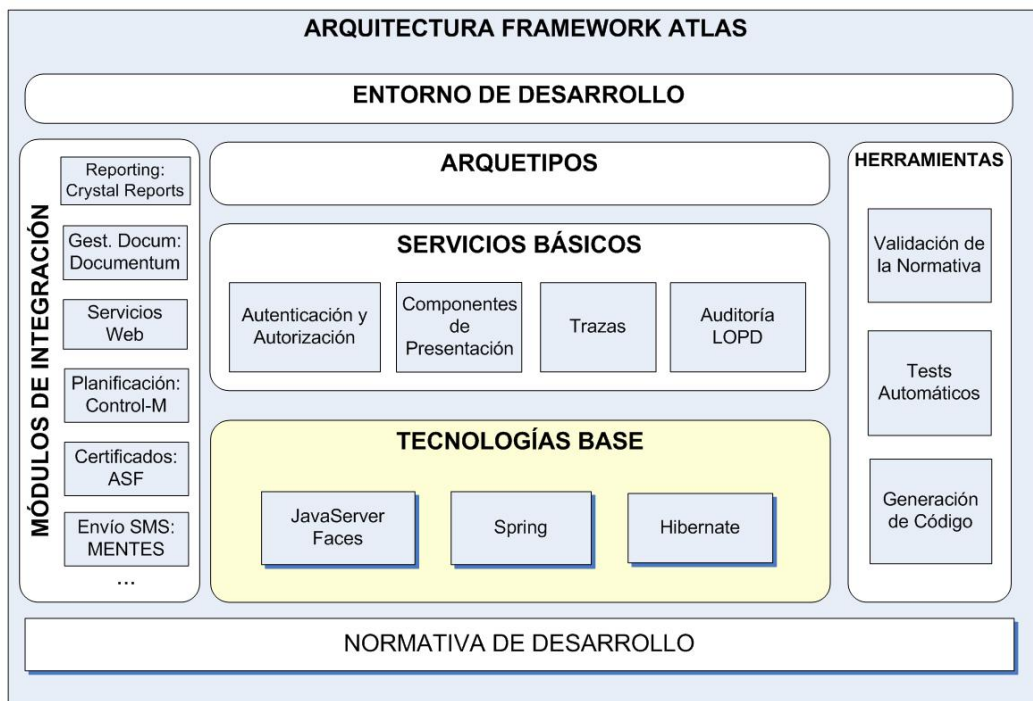 ARQUITECTURA FRAMEWORK ATLAS
ENTORNO DE DESARROLLO
MÓDULOS DE INTEGRACIÓN
Reporting:
Crystal Reports
Gest. Docum:
Documentum
Servicios
Web
Planificación:
Control-M
Certificados:
ASF
Envío SMS:
MENTES
...
ARQUETIPOS
SERVICIOS BÁSICOS
Autenticación y
Autorización
Componentes
de
Presentación
Trazas
Auditoría
LOPD
TECNOLOGÍAS BASE
JavaServer
Faces
Spring
Hibernate
HERRAMIENTAS
Validación de
la Normativa
Tests
Automáticos
Generación
de Código
NORMATIVA DE DESARROLLO